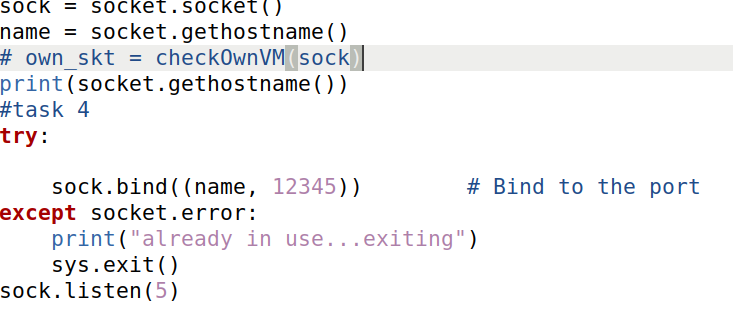 sock = socket.socket()
name = socket.gethostname()
# own_skt = checkOwnVM(sock)
print(socket.gethostname())
#task 4
try:
    sock.bind((name, 12345))        # Bind to the port
except socket.error:
    print("already in use...exiting")
    sys.exit()
sock.listen(5)